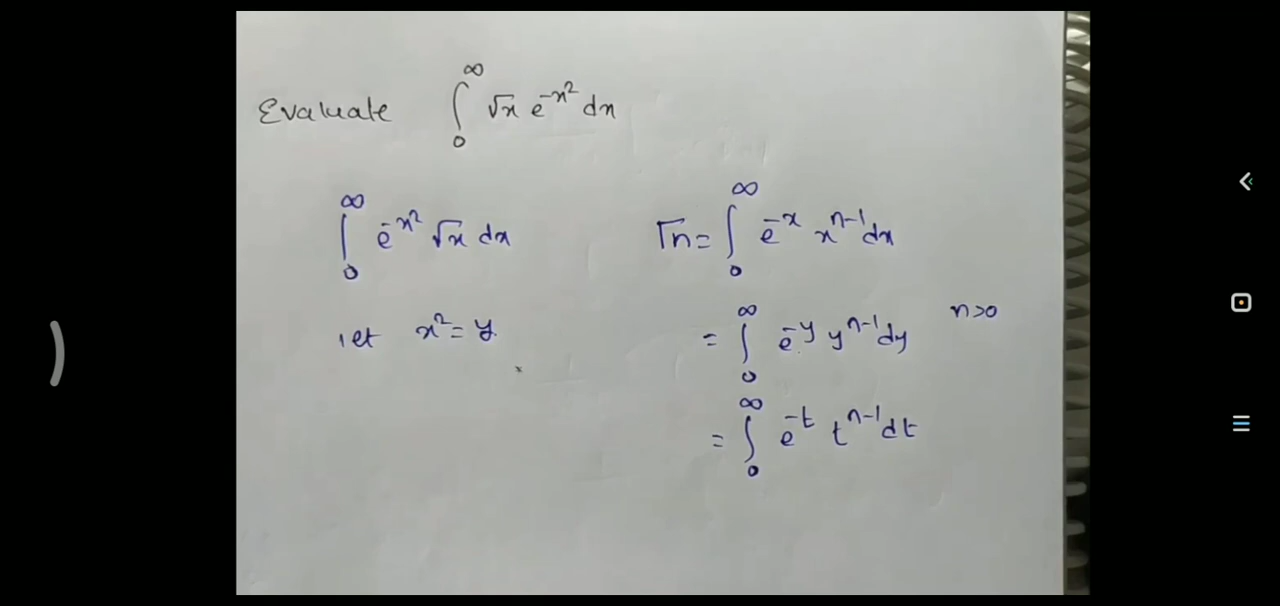 Evaluate ∫₀^∞ √x e^{-x²} dx
∫₀^∞ e^{-x²} √x dx
let x² = y
Γn = ∫₀^∞ e^{-x} x^{n-1} dx
n>0
= ∫₀^∞ e^{-y} y^{n-1} dy
= ∫₀^∞ e^{-t} t^{n-1} dt